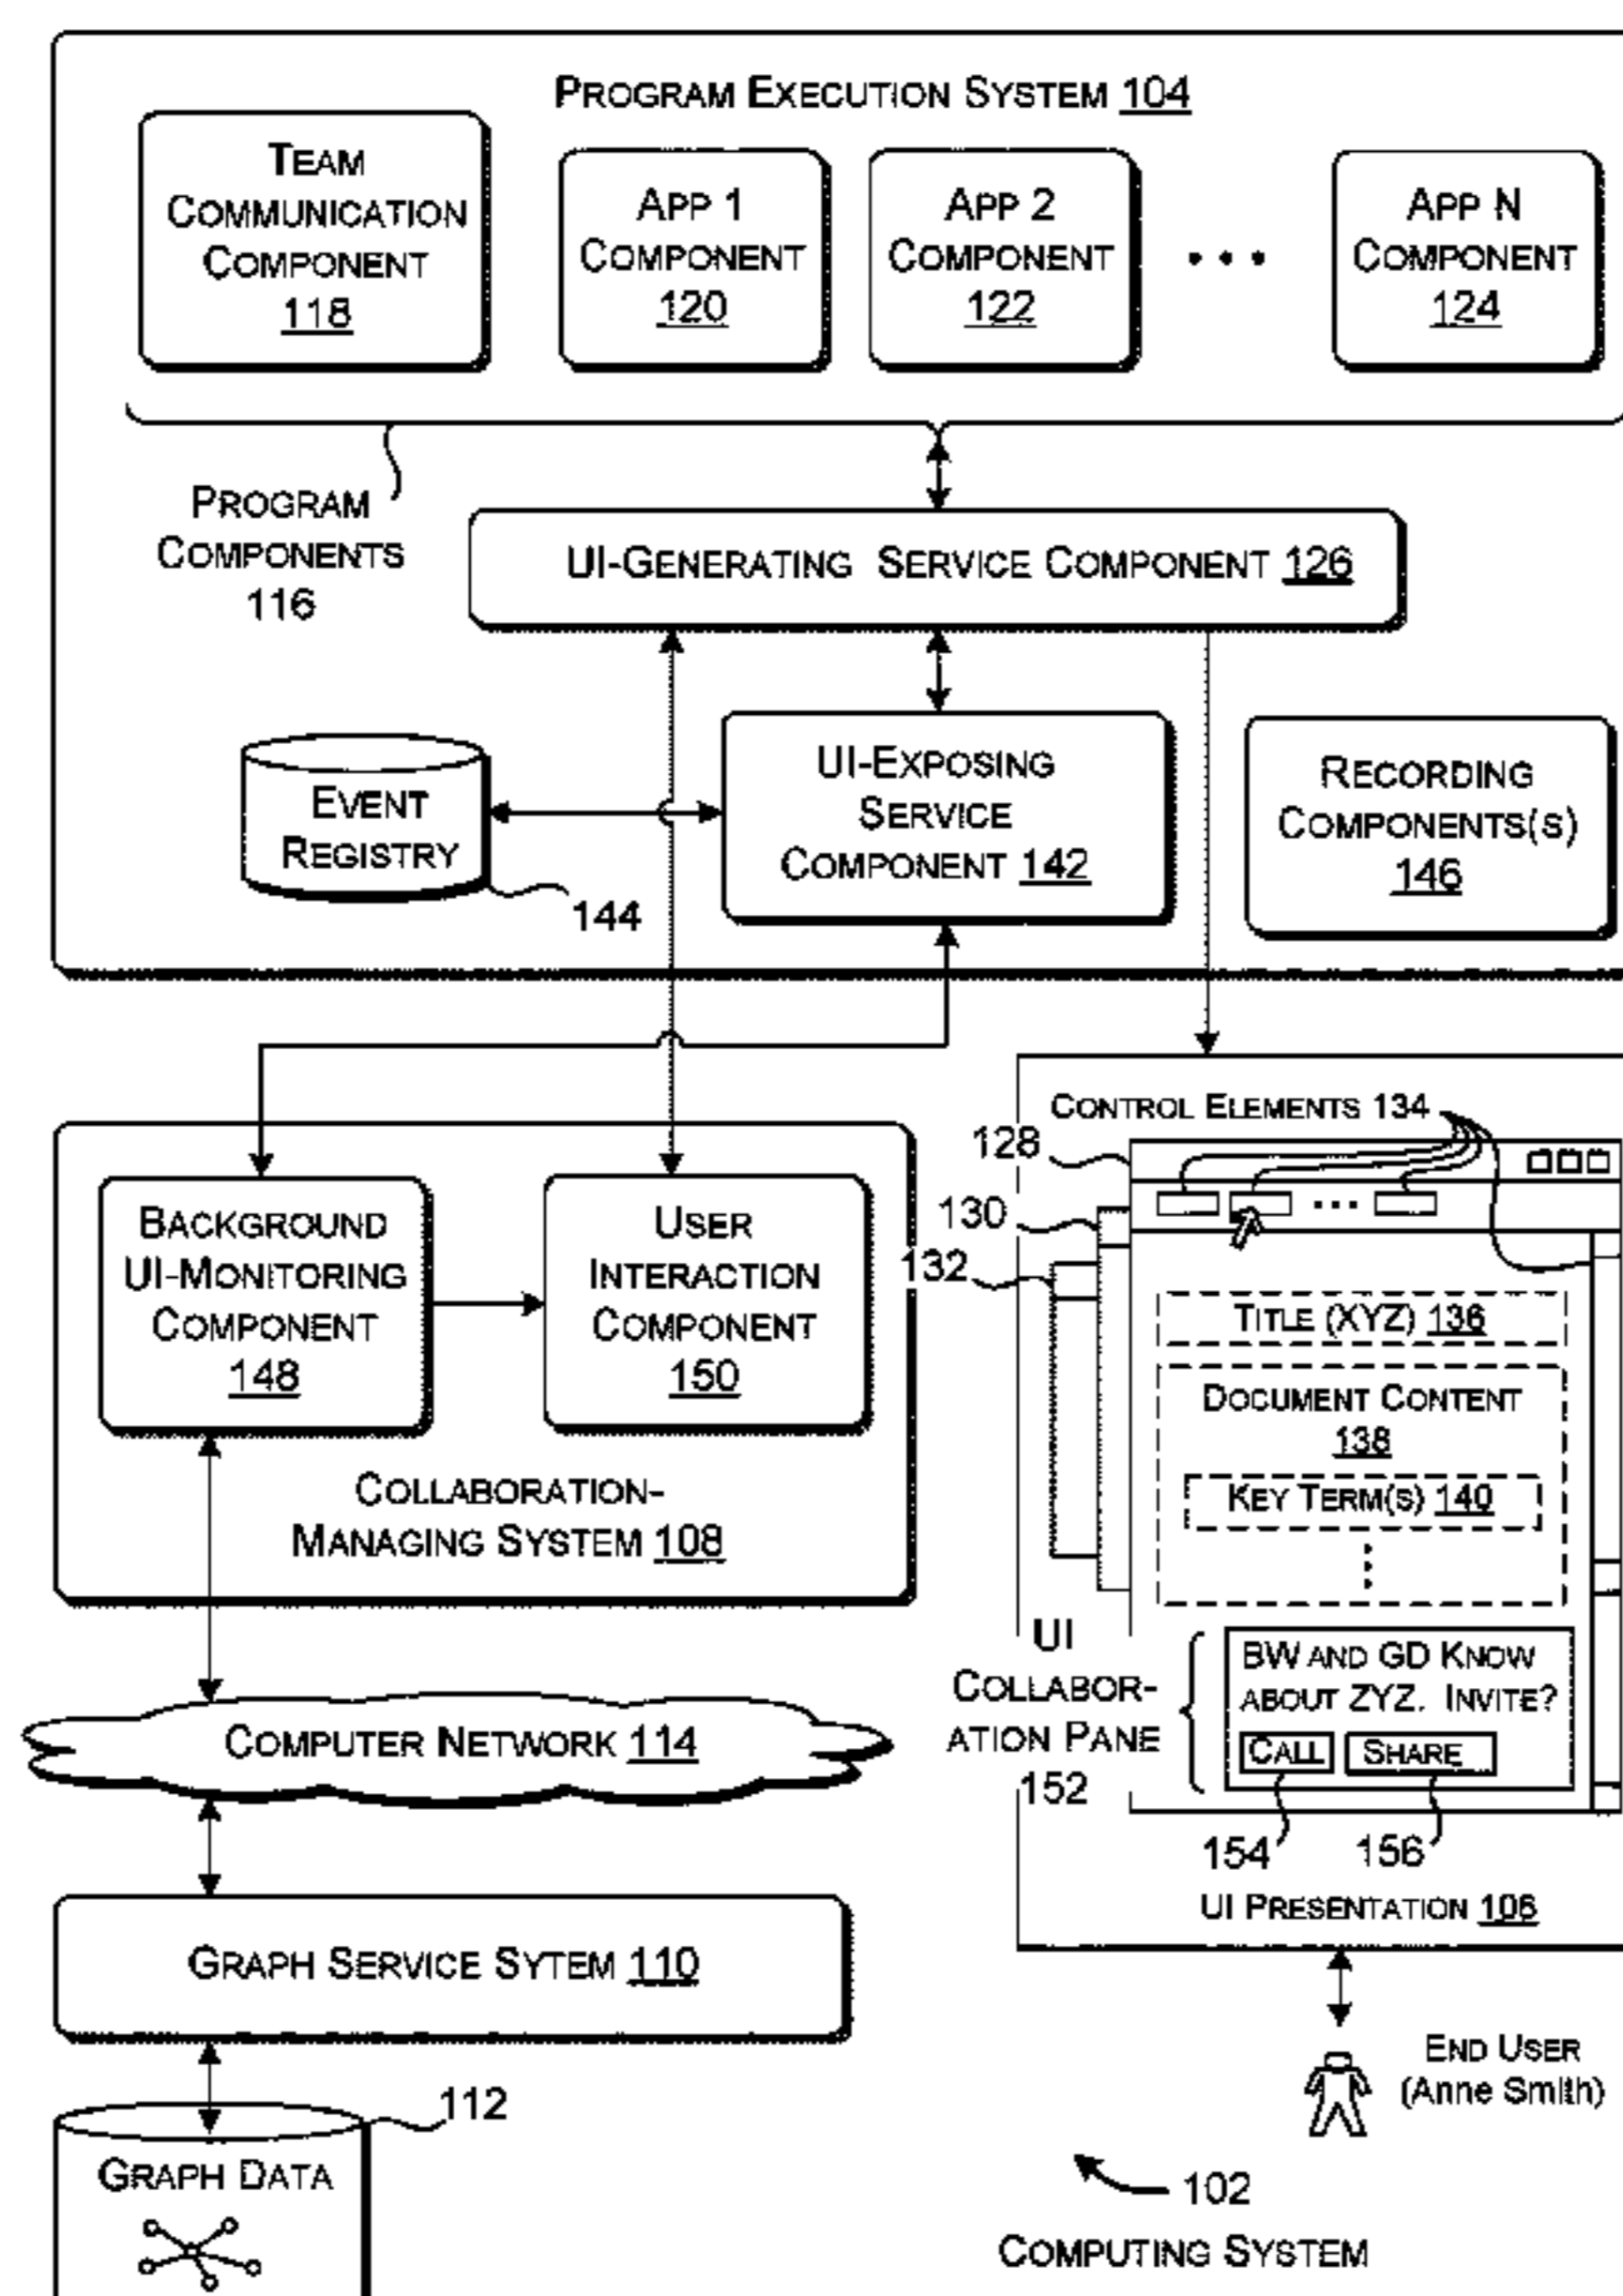 PROGRAM EXECUTION SYSTEM 104
TEAM
COMMUNICATION
COMPONENT
118
APP 1
COMPONENT
120
APP 2
COMPONENT
122
• • •
APP N
COMPONENT
124
PROGRAM
COMPONENTS
116
UI-GENERATING SERVICE COMPONENT 126
EVENT
REGISTRY
144
UI-EXPOSING
SERVICE
COMPONENT 142
RECORDING
COMPONENTS(S)
146
BACKGROUND
UI-MONITORING
COMPONENT
148
USER
INTERACTION
COMPONENT
150
COLLABORATION-
MANAGING SYSTEM 108
CONTROL ELEMENTS 134
128
130
132
TITLE (XYZ) 136
DOCUMENT CONTENT
138
KEY TERM(S) 140
UI
COLLABOR-
ATION PANE
152
BW AND GD KNOW
ABOUT ZYZ. INVITE?
CALL
SHARE
154
156
UI PRESENTATION 106
COMPUTER NETWORK 114
GRAPH SERVICE SYTEM 110
112
GRAPH DATA
END USER
(Anne Smith)
102
COMPUTING SYSTEM